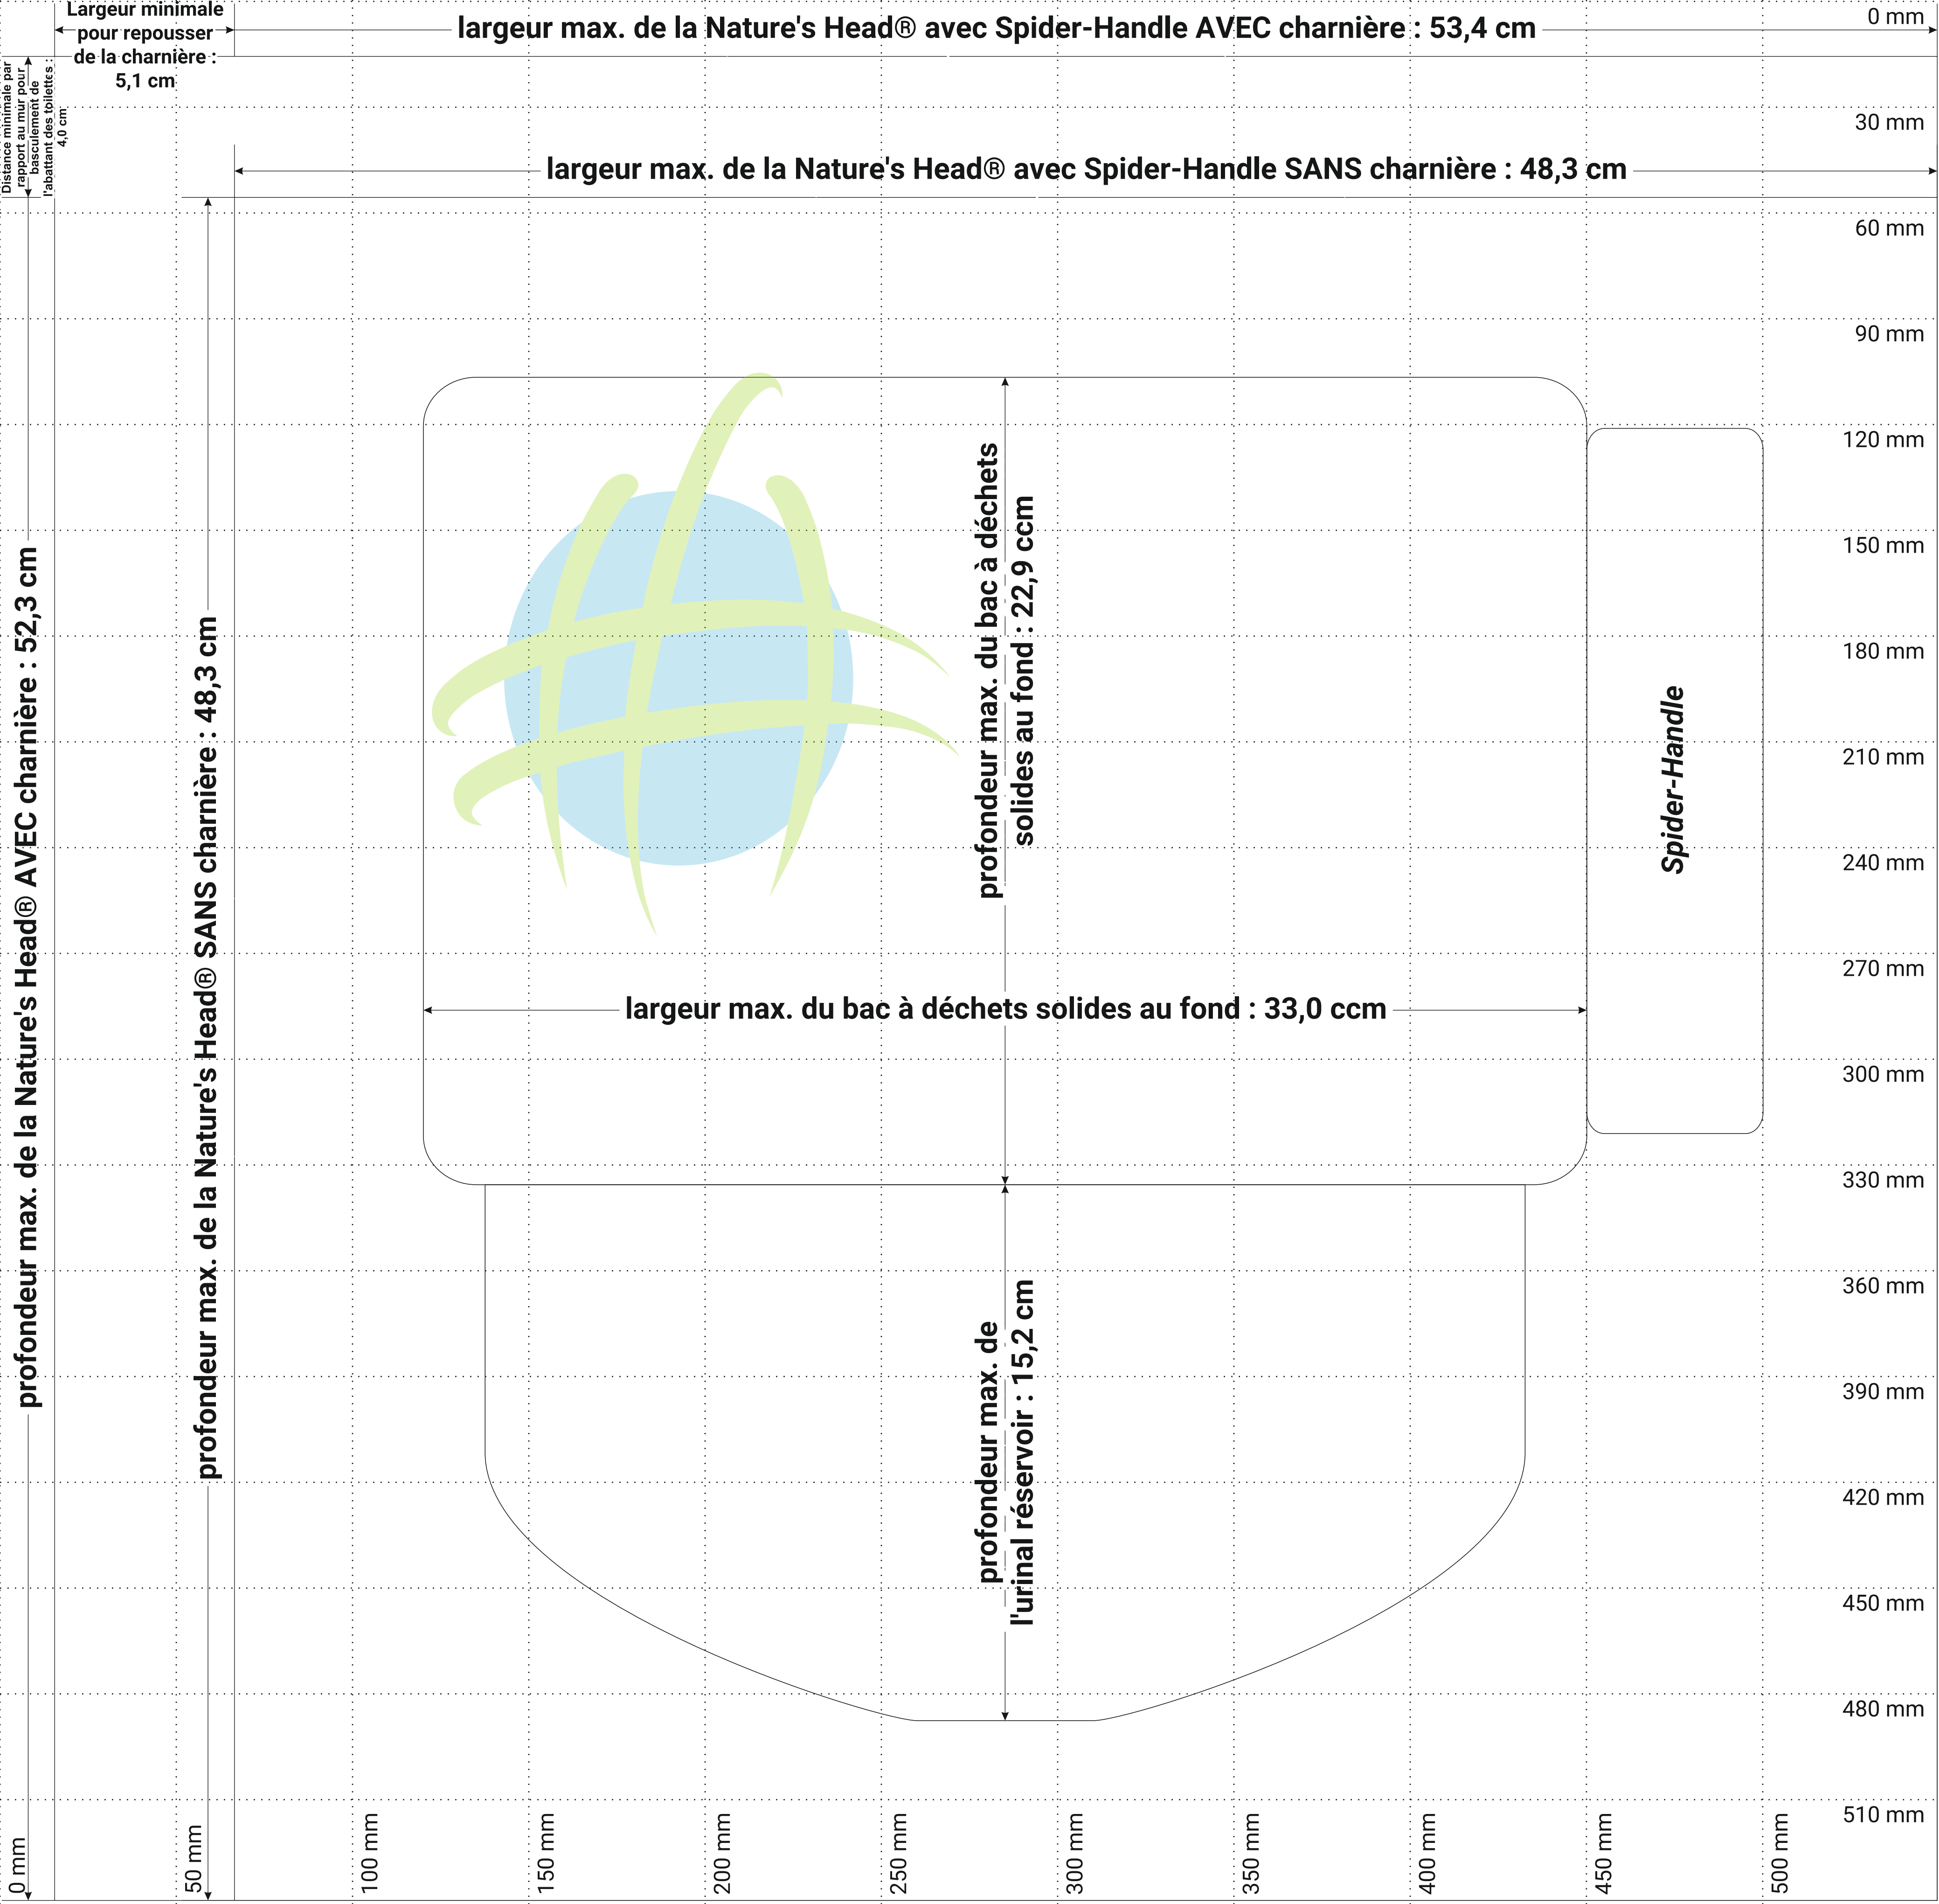 Largeur minimale
pour repousser
de la charnière :
5,1 cm
largeur max. de la Nature's Head® avec Spider-Handle AVEC charnière : 53,4 cm
0 mm
Distance minimale par
rapport au mur pour
basculement de
l'abattant des toilettes :
4,0 cm
30 mm
largeur max. de la Nature's Head® avec Spider-Handle SANS charnière : 48,3 cm
60 mm
90 mm
120 mm
150 mm
180 mm
210 mm
240 mm
270 mm
300 mm
330 mm
360 mm
390 mm
420 mm
450 mm
480 mm
510 mm
profondeur max. de la Nature's Head® AVEC charnière : 52,3 cm
profondeur max. de la Nature's Head® SANS charnière : 48,3 cm
profondeur max. du bac à déchets
solides au fond : 22,9 ccm
Spider-Handle
largeur max. du bac à déchets solides au fond : 33,0 ccm
profondeur max. de
l'urinal réservoir : 15,2 cm
0 mm
50 mm
100 mm
150 mm
200 mm
250 mm
300 mm
350 mm
400 mm
450 mm
500 mm